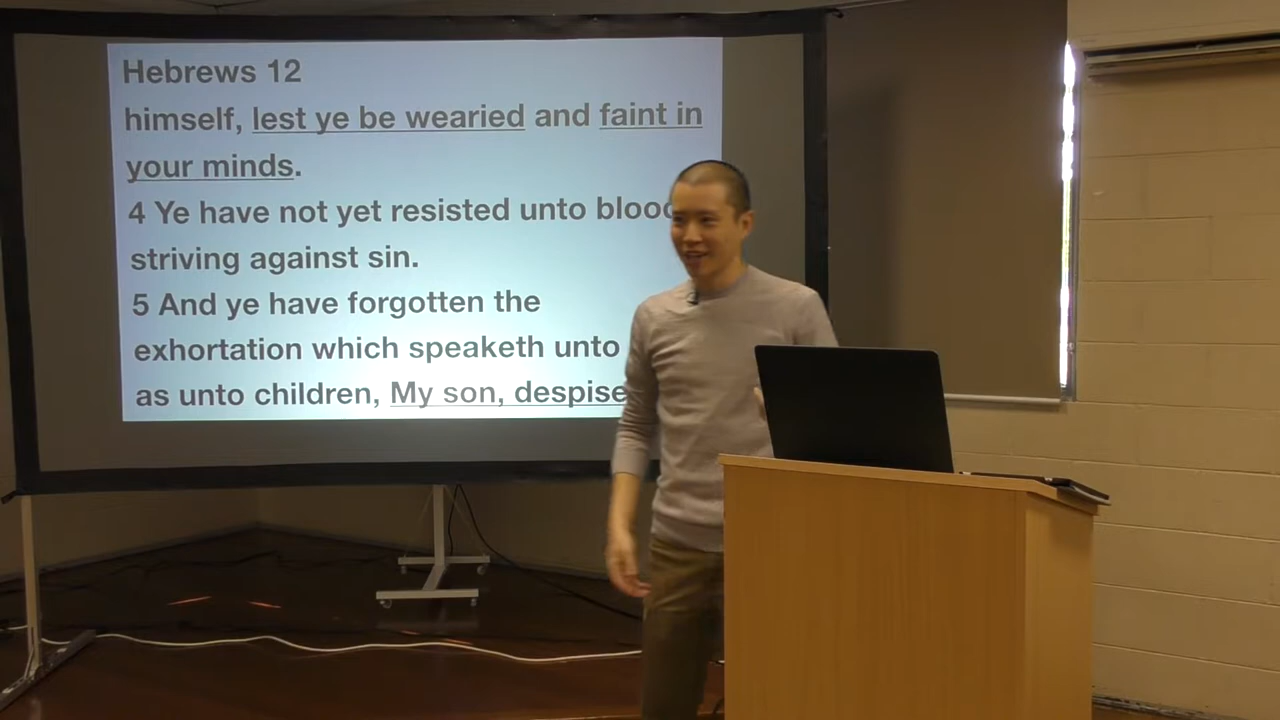 Hebrews 12
himself, lest ye be wearied and faint in
your minds.
4 Ye have not yet resisted unto blood
striving against sin.
5 And ye have forgotten the
exhortation which speaketh unto
as unto children, My son, despise